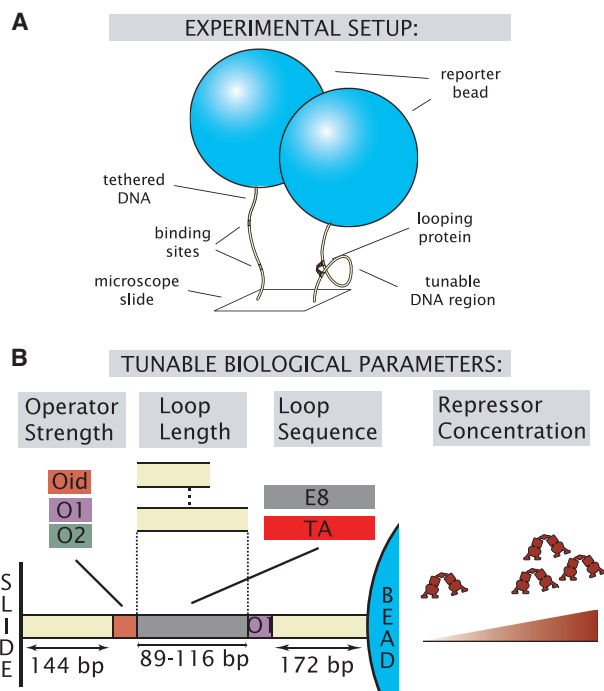 A
EXPERIMENTAL SETUP:
reporter
bead
tethered
DNA
binding
sites
looping
protein
microscope
slide
tunable
DNA region
B
TUNABLE BIOLOGICAL PARAMETERS:
Operator
Strength
Loop
Length
Loop
Sequence
Repressor
Concentration
Oid
O1
O2
E8
TA
SLIDE
O1
BEAD
144 bp
89-116 bp
172 bp